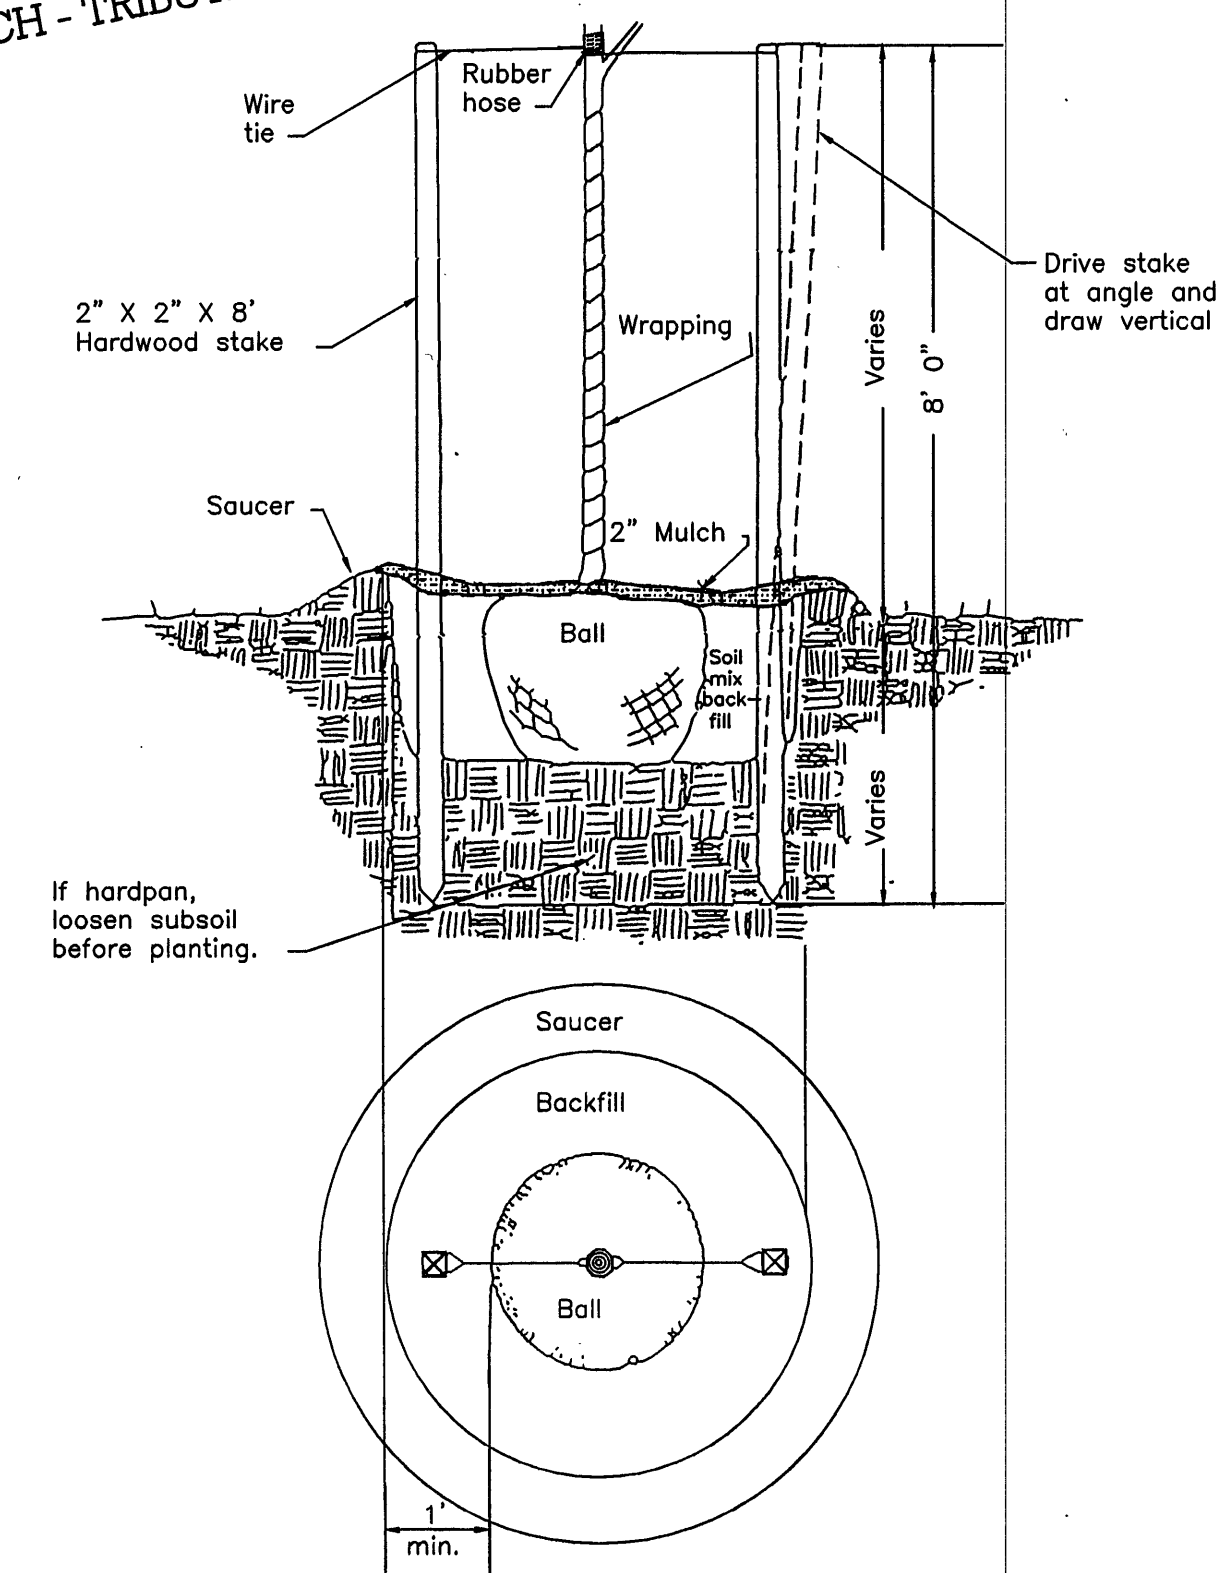 CH - TRIBU
Rubber
hose
Wire
tie
Drive stake
at angle and
draw vertical
2" X 2" X 8'
Hardwood stake
Wrapping
Varies
8' 0"
Saucer
2" Mulch
Ball
Soil
mix
back-
fill
Varies
If hardpan,
loosen subsoil
before planting.
Saucer
Backfill
Ball
1'
min.